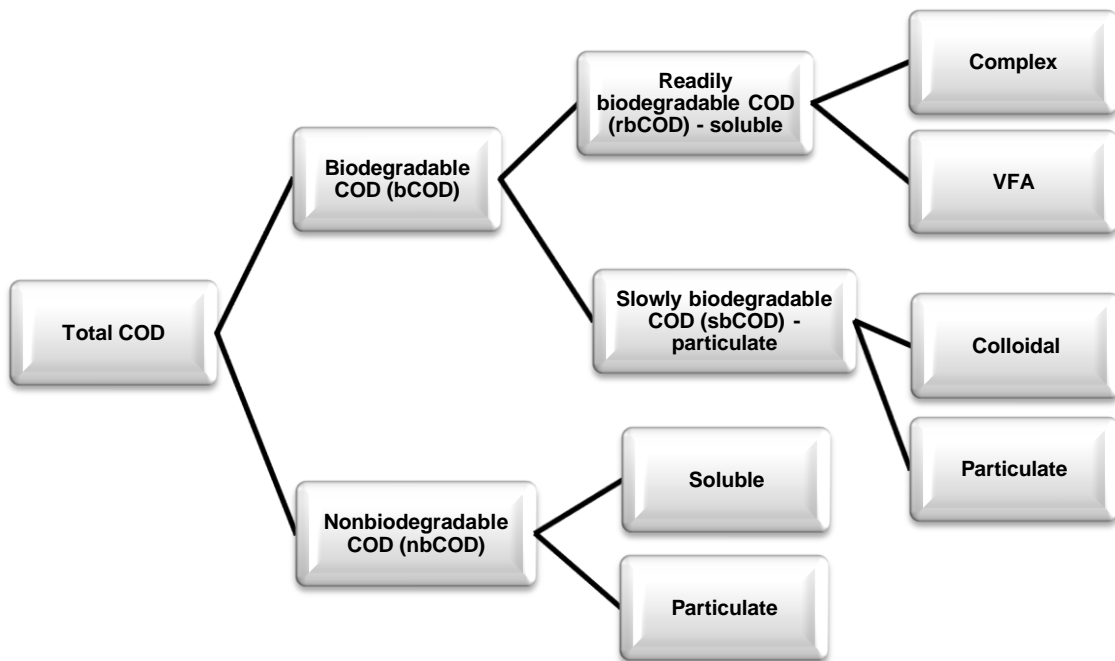 Complex
Readily
biodegradable COD
(rbCOD) - soluble
VFA
Biodegradable
COD (bCOD)
Slowly biodegradable
COD (sbCOD) -
particulate
Colloidal
Total COD
Particulate
Soluble
Nonbiodegradable
COD (nbCOD)
Particulate